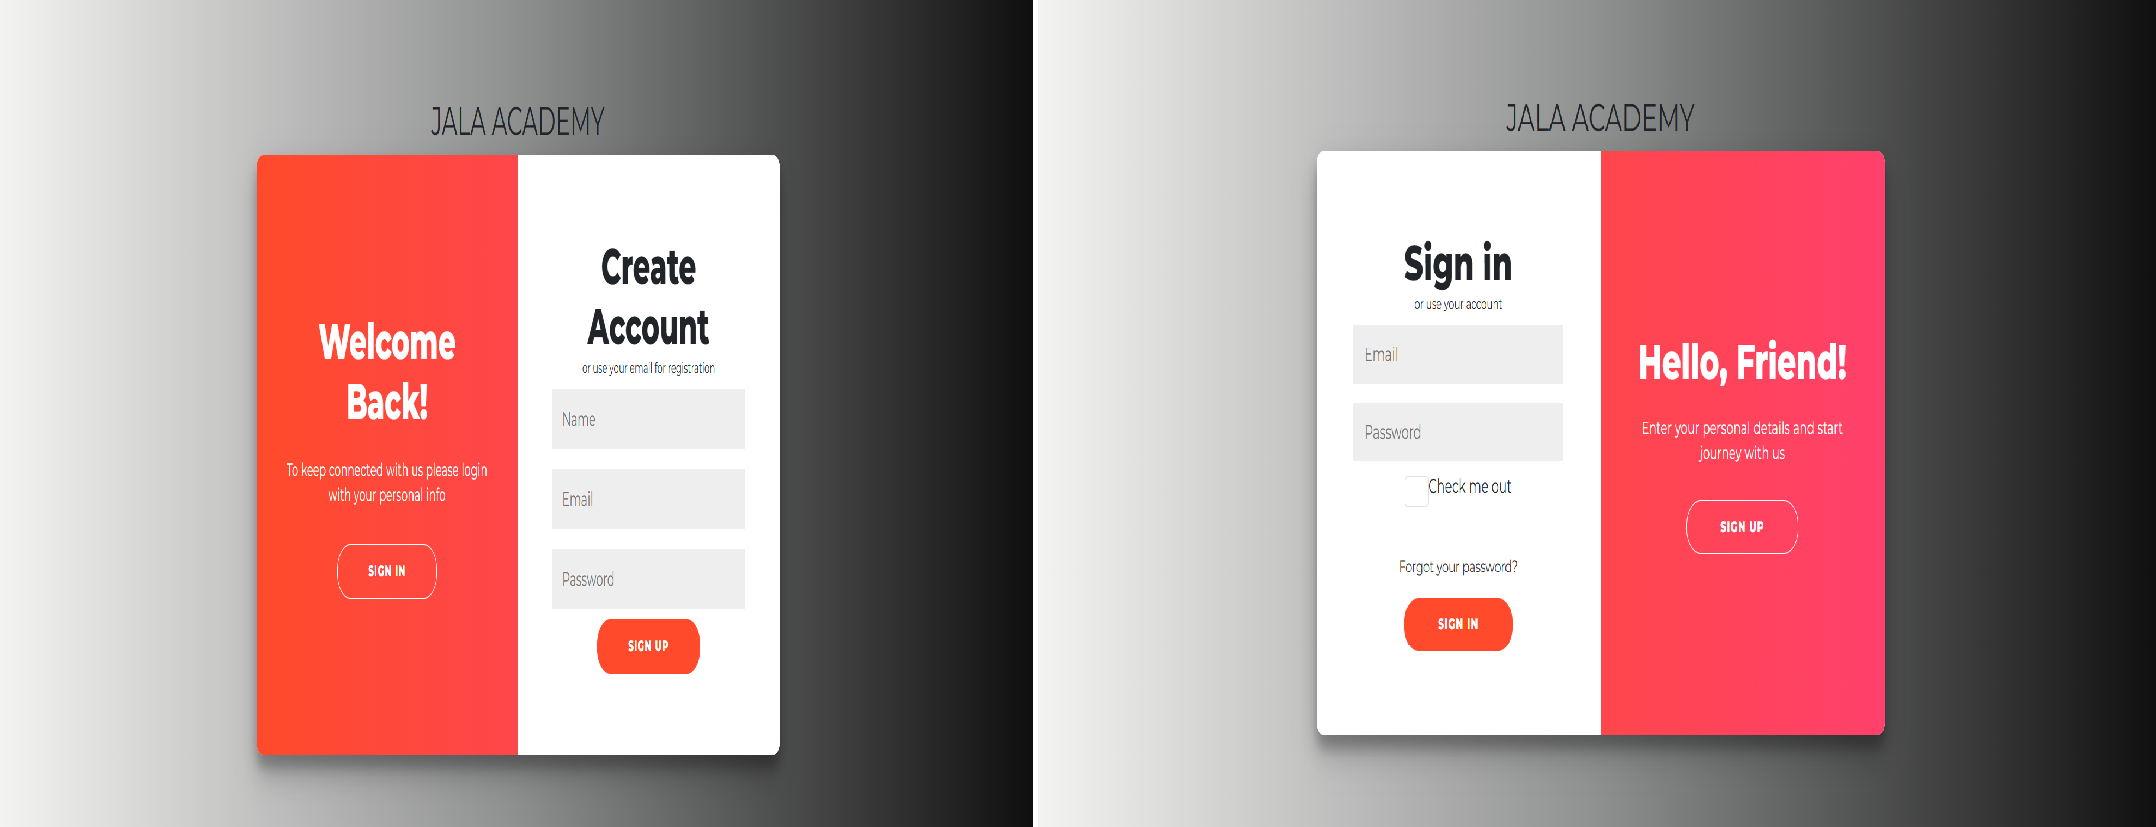 JALA ACADEMY
Welcome
Back!
To keep connected with us please login
with your personal info
SIGN IN
Create
Account
or use your email for registration
Name
Email
Password
SIGN UP
JALA ACADEMY
Sign in
or use your account
Email
Password
Check me out
Forgot your password?
SIGN IN
Hello, Friend!
Enter your personal details and start
journey with us
SIGN UP